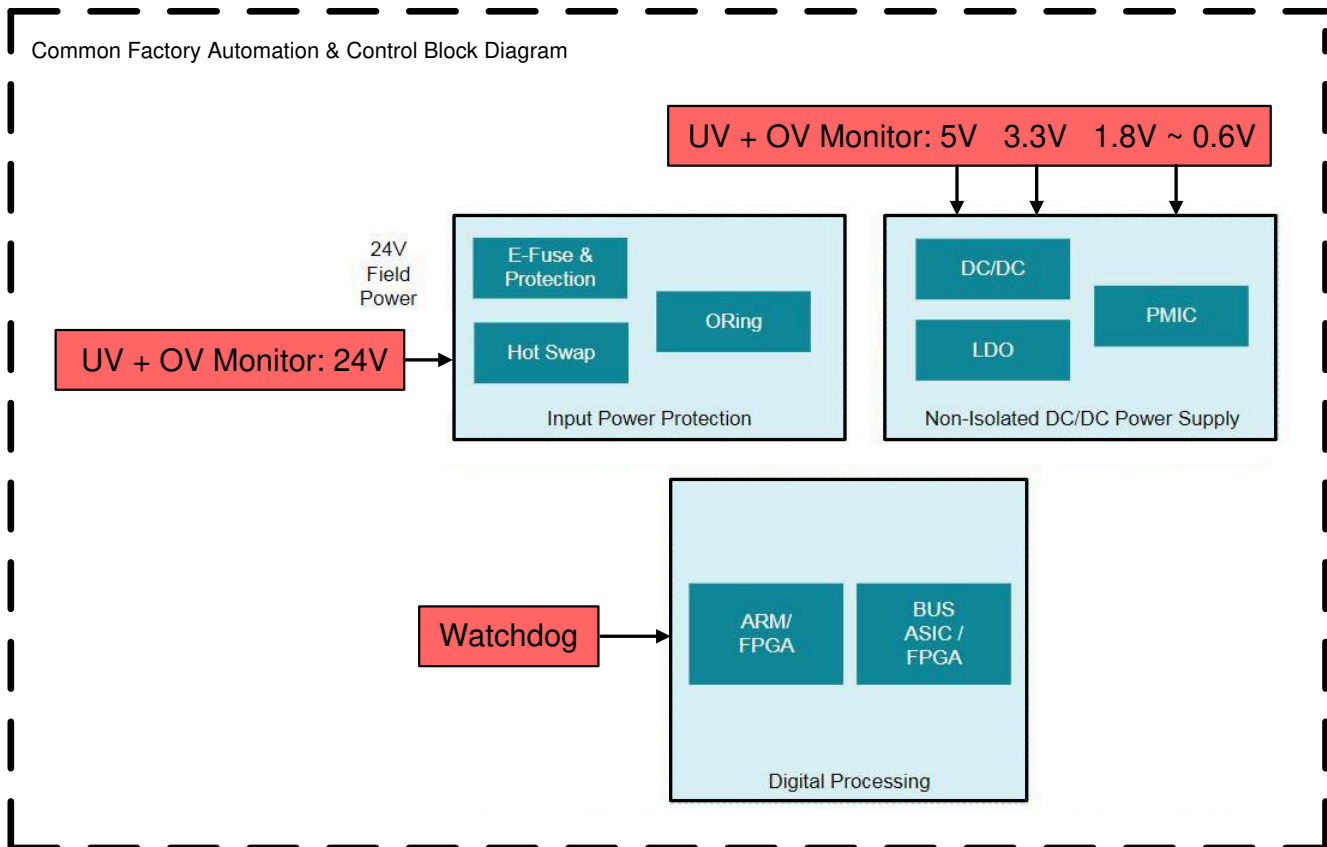 Common Factory Automation & Control Block Diagram
UV + OV Monitor: 5V 3.3V 1.8V ~ 0.6V
24V
Field
Power
UV + OV Monitor: 24V
E-Fuse &
Protection
Hot Swap
ORing
Input Power Protection
DC/DC
LDO
PMIC
Non-Isolated DC/DC Power Supply
Watchdog
ARM/
FPGA
BUS
ASIC /
FPGA
Digital Processing